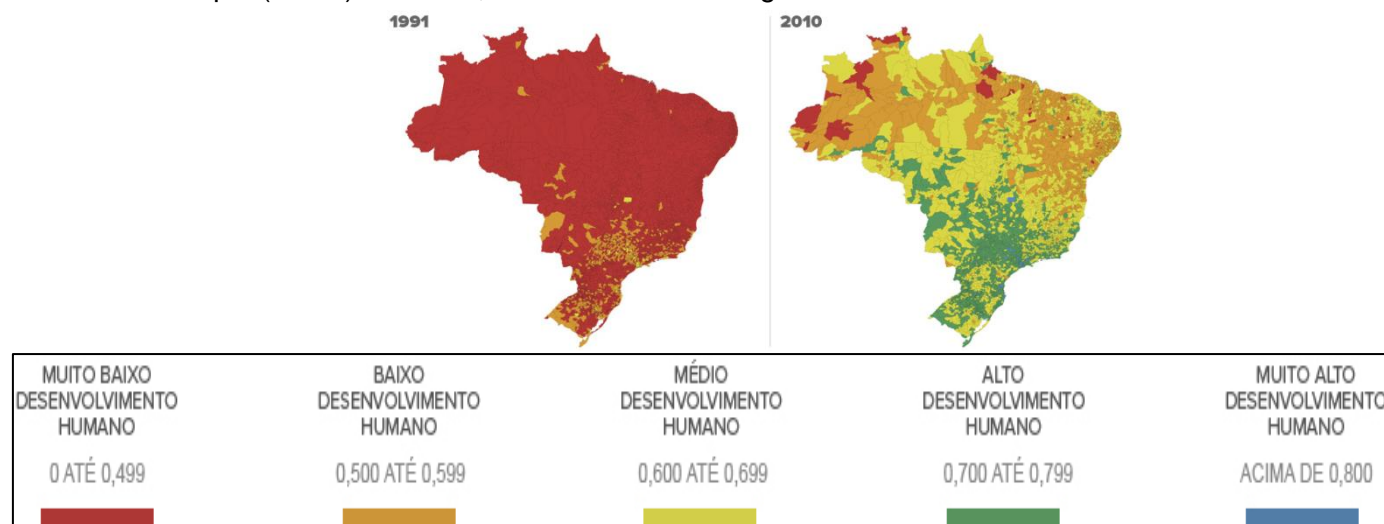 1991
2010
MUITO BAIXO
DESENVOLVIMENTO
HUMANO
0 ATÉ 0,499
BAIXO
DESENVOLVIMENTO
HUMANO
0,500 ATÉ 0,599
MÉDIO
DESENVOLVIMENTO
HUMANO
0,600 ATÉ 0,699
ALTO
DESENVOLVIMENTO
HUMANO
0,700 ATÉ 0,799
MUITO ALTO
DESENVOLVIMENTO
HUMANO
ACIMA DE 0,800